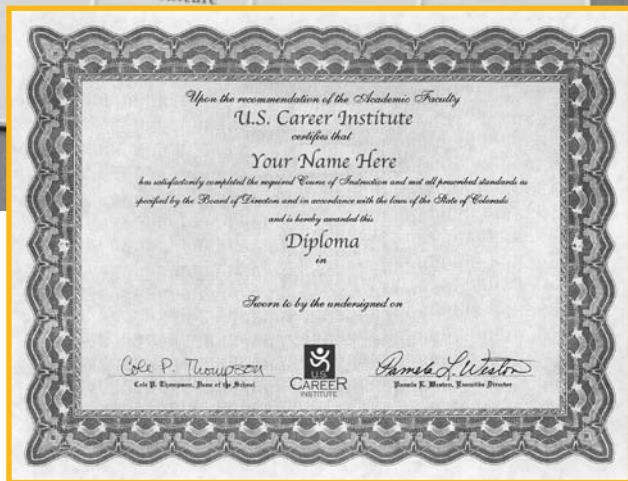 Upon the recommendation of the Academic Faculty
U.S. Career Institute
certifies that
Your Name Here
has satisfactorily completed the required Course of Instruction and met all prescribed standards as
specified by the Board of Directors and in accordance with the laws of the State of Colorado
and is hereby awarded this
Diploma
in
Sworn to by the undersigned on
Cole P. Thompson
Cole P. Thompson, Dean of the School
U.S.
CAREER
INSTITUTE
Pamela L. Weston
Pamela L. Weston, Executive Director